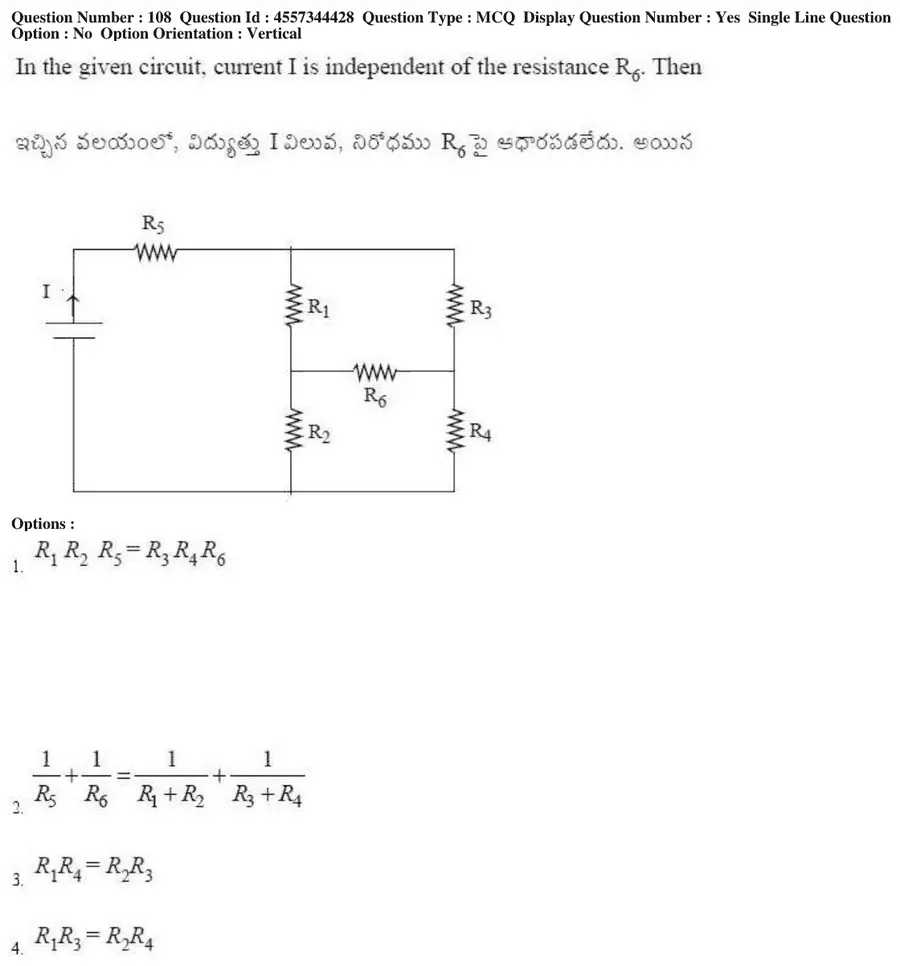 Question Number : 108 Question Id : 4557344428 Question Type : MCQ Display Question Number : Yes Single Line Question
Option : No Option Orientation : Vertical
In the given circuit, current I is independent of the resistance R₆. Then
ఇచ్చిన వలయంలో, విద్యుత్తు I విలువ, నిరోధము R₆ పై ఆధారపడలేదు. అయిన
R₅
I
R₁
R₃
R₆
R₂
R₄
Options :
1. R₁ R₂ R₅ = R₃ R₄ R₆
2. 1/R₅ + 1/R₆ = 1/(R₁ + R₂) + 1/(R₃ + R₄)
3. R₁R₄ = R₂R₃
4. R₁R₃ = R₂R₄